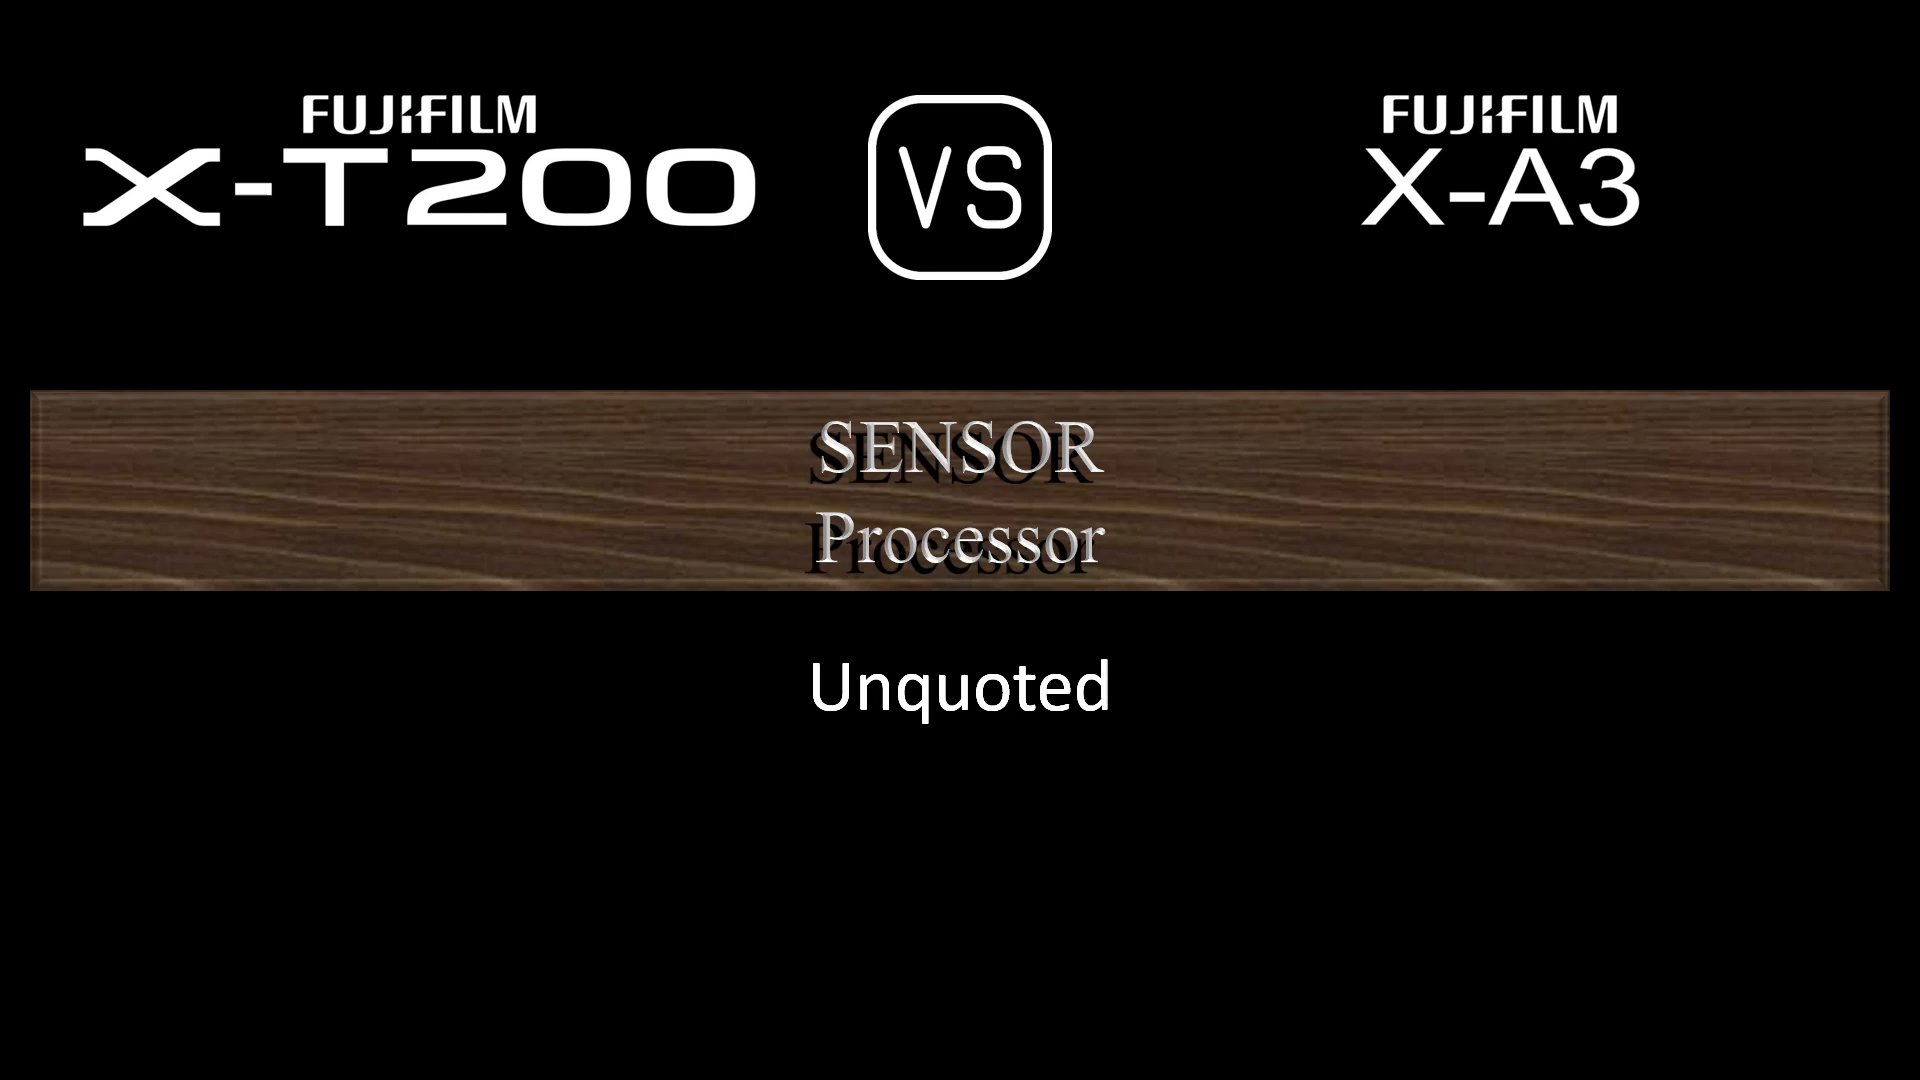 FUJIFILM
X-T200
VS
FUJIFILM
X-A3
SENSOR
Processor
Unquoted